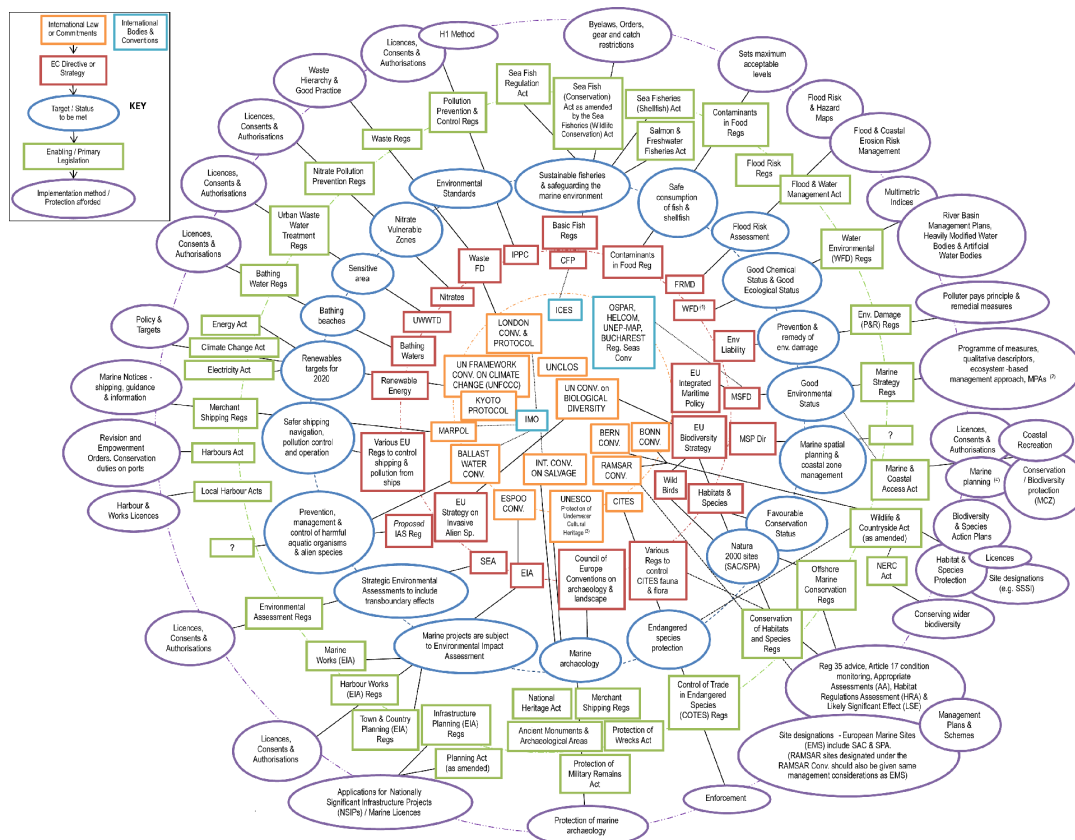 International Law
or Commitments
International
Bodies &
Conventions
EC Directive or
Strategy
KEY
Target / Status
to be met
Enabling / Primary
Legislation
Implementation method /
Protection afforded
H1 Method
Byelaws, Orders,
gear and catch
restrictions
Sets maximum
acceptable
levels
Licences,
Consents &
Authorisations
Waste
Hierarchy &
Good Practice
Licences,
Consents &
Authorisations
Licences,
Consents &
Authorisations
Licences,
Consents &
Authorisations
Flood Risk
& Hazard
Maps
Flood & Coastal
Erosion Risk
Management
Multimetric
Indices
River Basin
Management Plans,
Heavily Modified Water
Bodies & Artificial
Water Bodies
Polluter pays principle &
remedial measures
Programme of measures,
qualitative descriptors,
ecosystem -based
management approach, MPAs (2)
Pollution
Prevention &
Control Regs
Sea Fish
Regulation
Act
Sea Fish
(Conservation)
Act as amended
by the Sea
Fisheries (Wildlife
Conservation) Act
Sea Fisheries
(Shellfish) Act
Salmon &
Freshwater
Fisheries Act
Contaminants
in Food
Regs
Flood Risk
Regs
Flood & Water
Management Act
Water
Environmental
(WFD) Regs
Env. Damage
(P&R) Regs
Marine
Strategy
Regs
?
Marine &
Coastal
Access Act
Waste Regs
Nitrate Pollution
Prevention Regs
Urban Waste
Water
Treatment
Regs
Bathing
Water Regs
Energy Act
Climate Change Act
Electricity Act
Merchant
Shipping Regs
Harbours Act
Local Harbour Acts
?
Environmental
Assessment Regs
Environmental
Standards
Sustainable fisheries
& safeguarding the
marine environment
Safe
consumption
of fish &
shellfish
Flood Risk
Assessment
Good Chemical
Status & Good
Ecological Status
Prevention &
remedy of
env. damage
Good
Environmental
Status
Marine spatial
planning &
coastal zone
management
Favourable
Conservation
Status
Natura
2000 sites
(SAC/SPA)
Nitrate
Vulnerable
Zones
Sensitive
area
Bathing
beaches
Renewables
targets for
2020
Safer shipping
navigation,
pollution control
and operation
Prevention,
management &
control of harmful
aquatic organisms
& alien species
Strategic Environmental
Assessments to include
transboundary effects
Marine projects are subject
to Environmental Impact
Assessment
Marine
archaeology
Endangered
species
protection
Policy &
Targets
Marine Notices -
shipping, guidance
& information
Revision and
Empowerment
Orders. Conservation
duties on ports
Harbour &
Works Licences
Licences,
Consents &
Authorisations
Licences,
Consents &
Authorisations
Basic Fish
Regs
CFP
IPPC
Waste
FD
Nitrates
UWWTD
Bathing
Waters
Renewable
Energy
Contaminants
in Food Reg
FRMD
WFD (1)
Env
Liability
MSFD
EU
Integrated
Maritime
Policy
MSP Dir
EU
Biodiversity
Strategy
Wild
Birds
Habitats &
Species
Various EU
Regs to control
shipping &
pollution from
ships
Proposed
IAS Reg
EU
Strategy on
Invasive
Alien Sp.
SEA
EIA
Council of
Europe Conventions
on archaeology &
landscape
Various
Regs to
control
CITES fauna
& flora
ICES
OSPAR,
HELCOM,
UNEP-MAP,
BUCHAREST
Reg. Seas
Conv
IMO
LONDON
CONV. &
PROTOCOL
UN FRAMEWORK
CONV. ON CLIMATE
CHANGE (UNFCCC)
KYOTO
PROTOCOL
UNCLOS
UN CONV. on
BIOLOGICAL
DIVERSITY
MARPOL
BALLAST
WATER
CONV.
BERN
CONV.
BONN
CONV.
RAMSAR
CONV.
INT. CONV.
ON SALVAGE
CITES
ESPOO
CONV.
UNESCO
Protection of
Underwater
Cultural
Heritage (3)
Licences,
Consents &
Authorisations
Coastal
Recreation
Marine
planning (4)
Conservation
/ Biodiversity
protection
(MCZ)
Biodiversity
& Species
Action Plans
Habitat &
Species
Protection
Licences
Site designations
(e.g. SSSI)
Conserving wider
biodiversity
Wildlife &
Countryside Act
(as amended)
NERC
Act
Offshore
Marine
Conservation
Regs
Conservation
of Habitats
and Species
Regs
Control of Trade
in Endangered
Species
(COTES) Regs
Marine
Works (EIA)
Harbour Works
(EIA) Regs
Town & Country
Planning (EIA)
Regs
Infrastructure
Planning (EIA)
Regs
Planning Act
(as amended)
National
Heritage Act
Merchant
Shipping Regs
Ancient Monuments &
Archaeological Areas
Protection of
Wrecks Act
Protection of
Military Remains
Act
Reg 35 advice, Article 17 condition
monitoring, Appropriate
Assessments (AA), Habitat
Regulations Assessment (HRA) &
Likely Significant Effect (LSE)
Management
Plans &
Schemes
Site designations - European Marine Sites
(EMS) include SAC & SPA.
(RAMSAR sites designated under the
RAMSAR Conv. should also be given same
management considerations as EMS)
Enforcement
Protection of marine
archaeology
Applications for Nationally
Significant Infrastructure Projects
(NSIPs) / Marine Licences